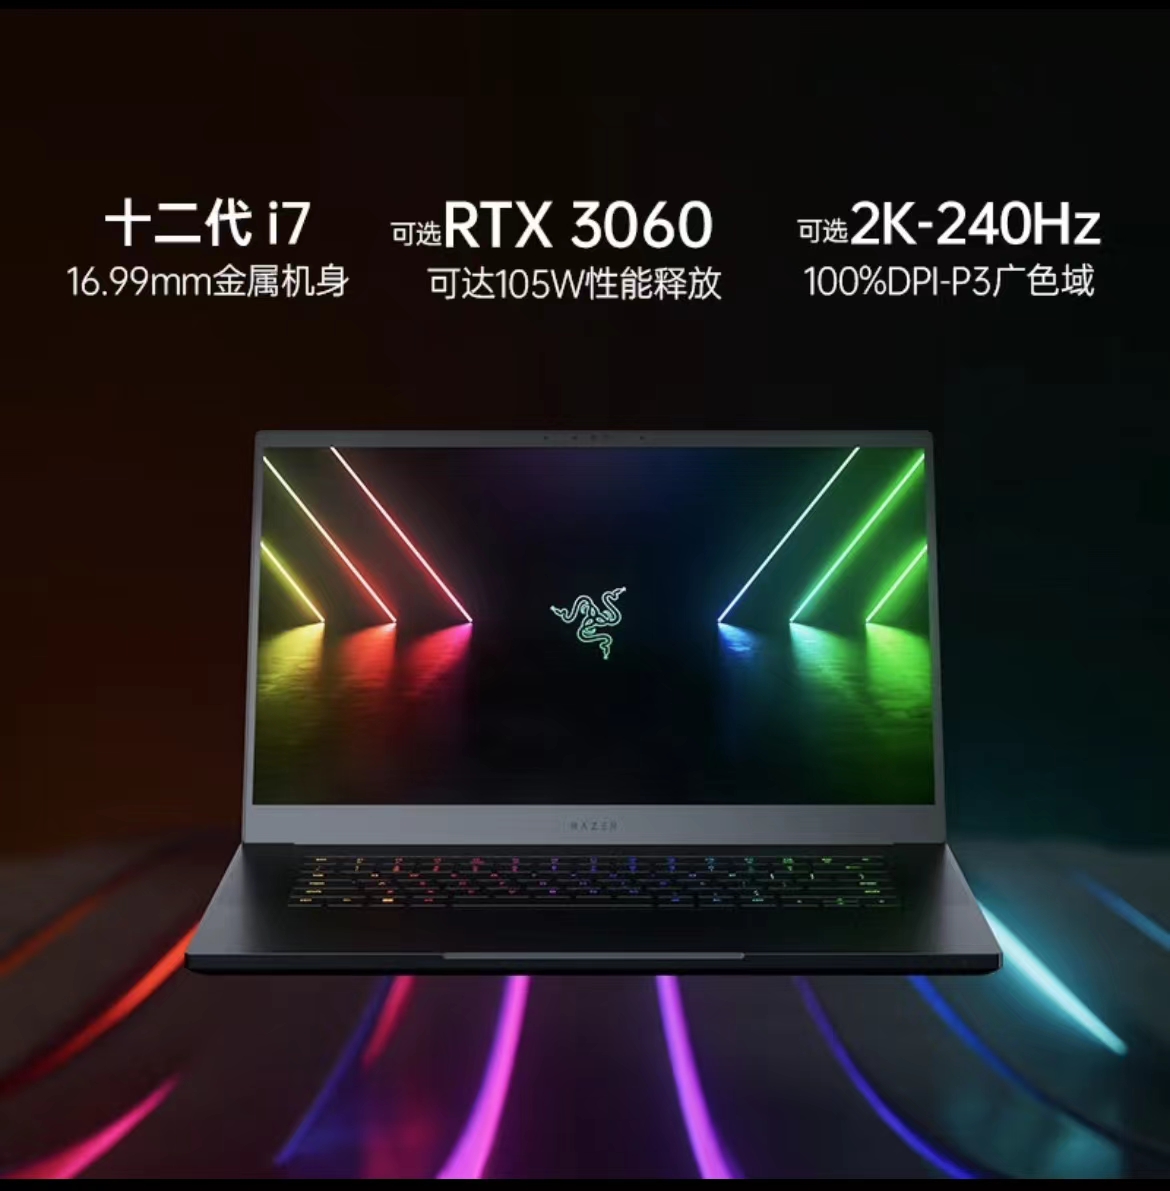 十二代 i7
16.99mm金属机身
可选RTX 3060
可达105W性能释放
可选2K-240Hz
100%DPI-P3广色域
RAZER